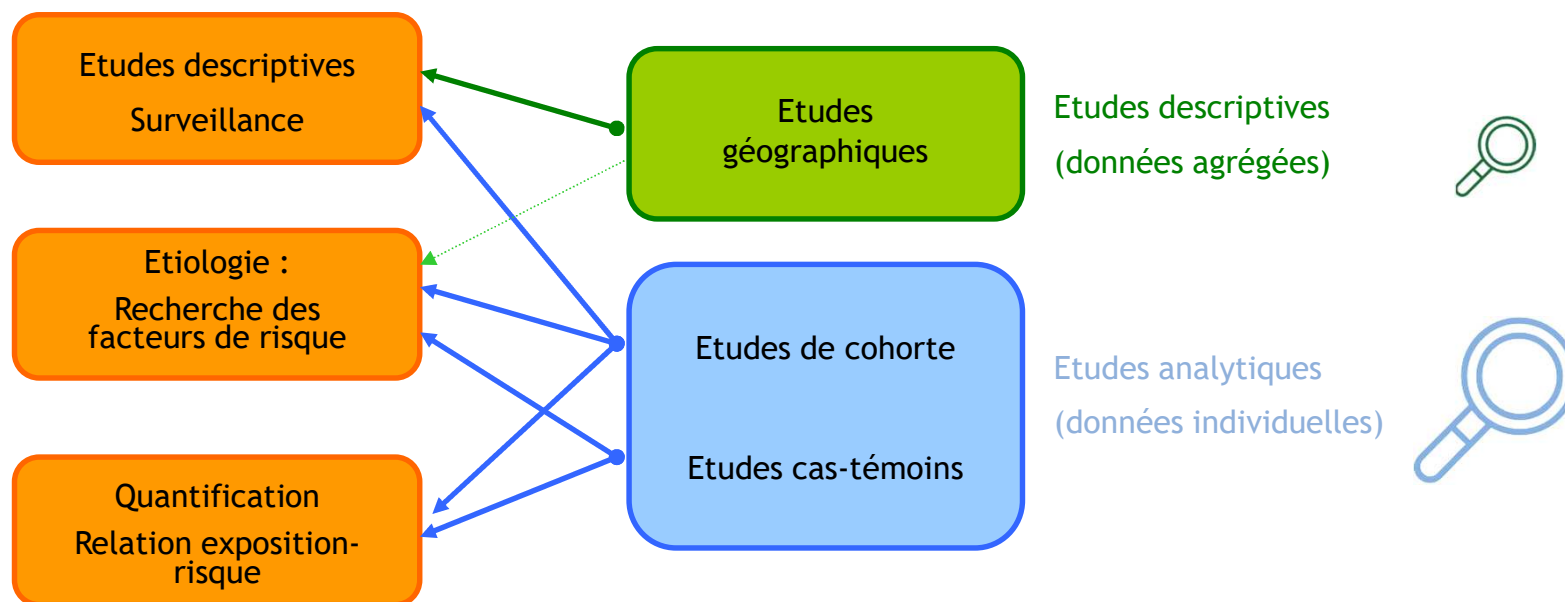 Etudes descriptives
Surveillance
Etiologie :
Recherche des
facteurs de risque
Quantification
Relation exposition-
risque
Etudes
géographiques
Etudes de cohorte
Etudes cas-témoins
Etudes descriptives
(données agrégées)
Etudes analytiques
(données individuelles)